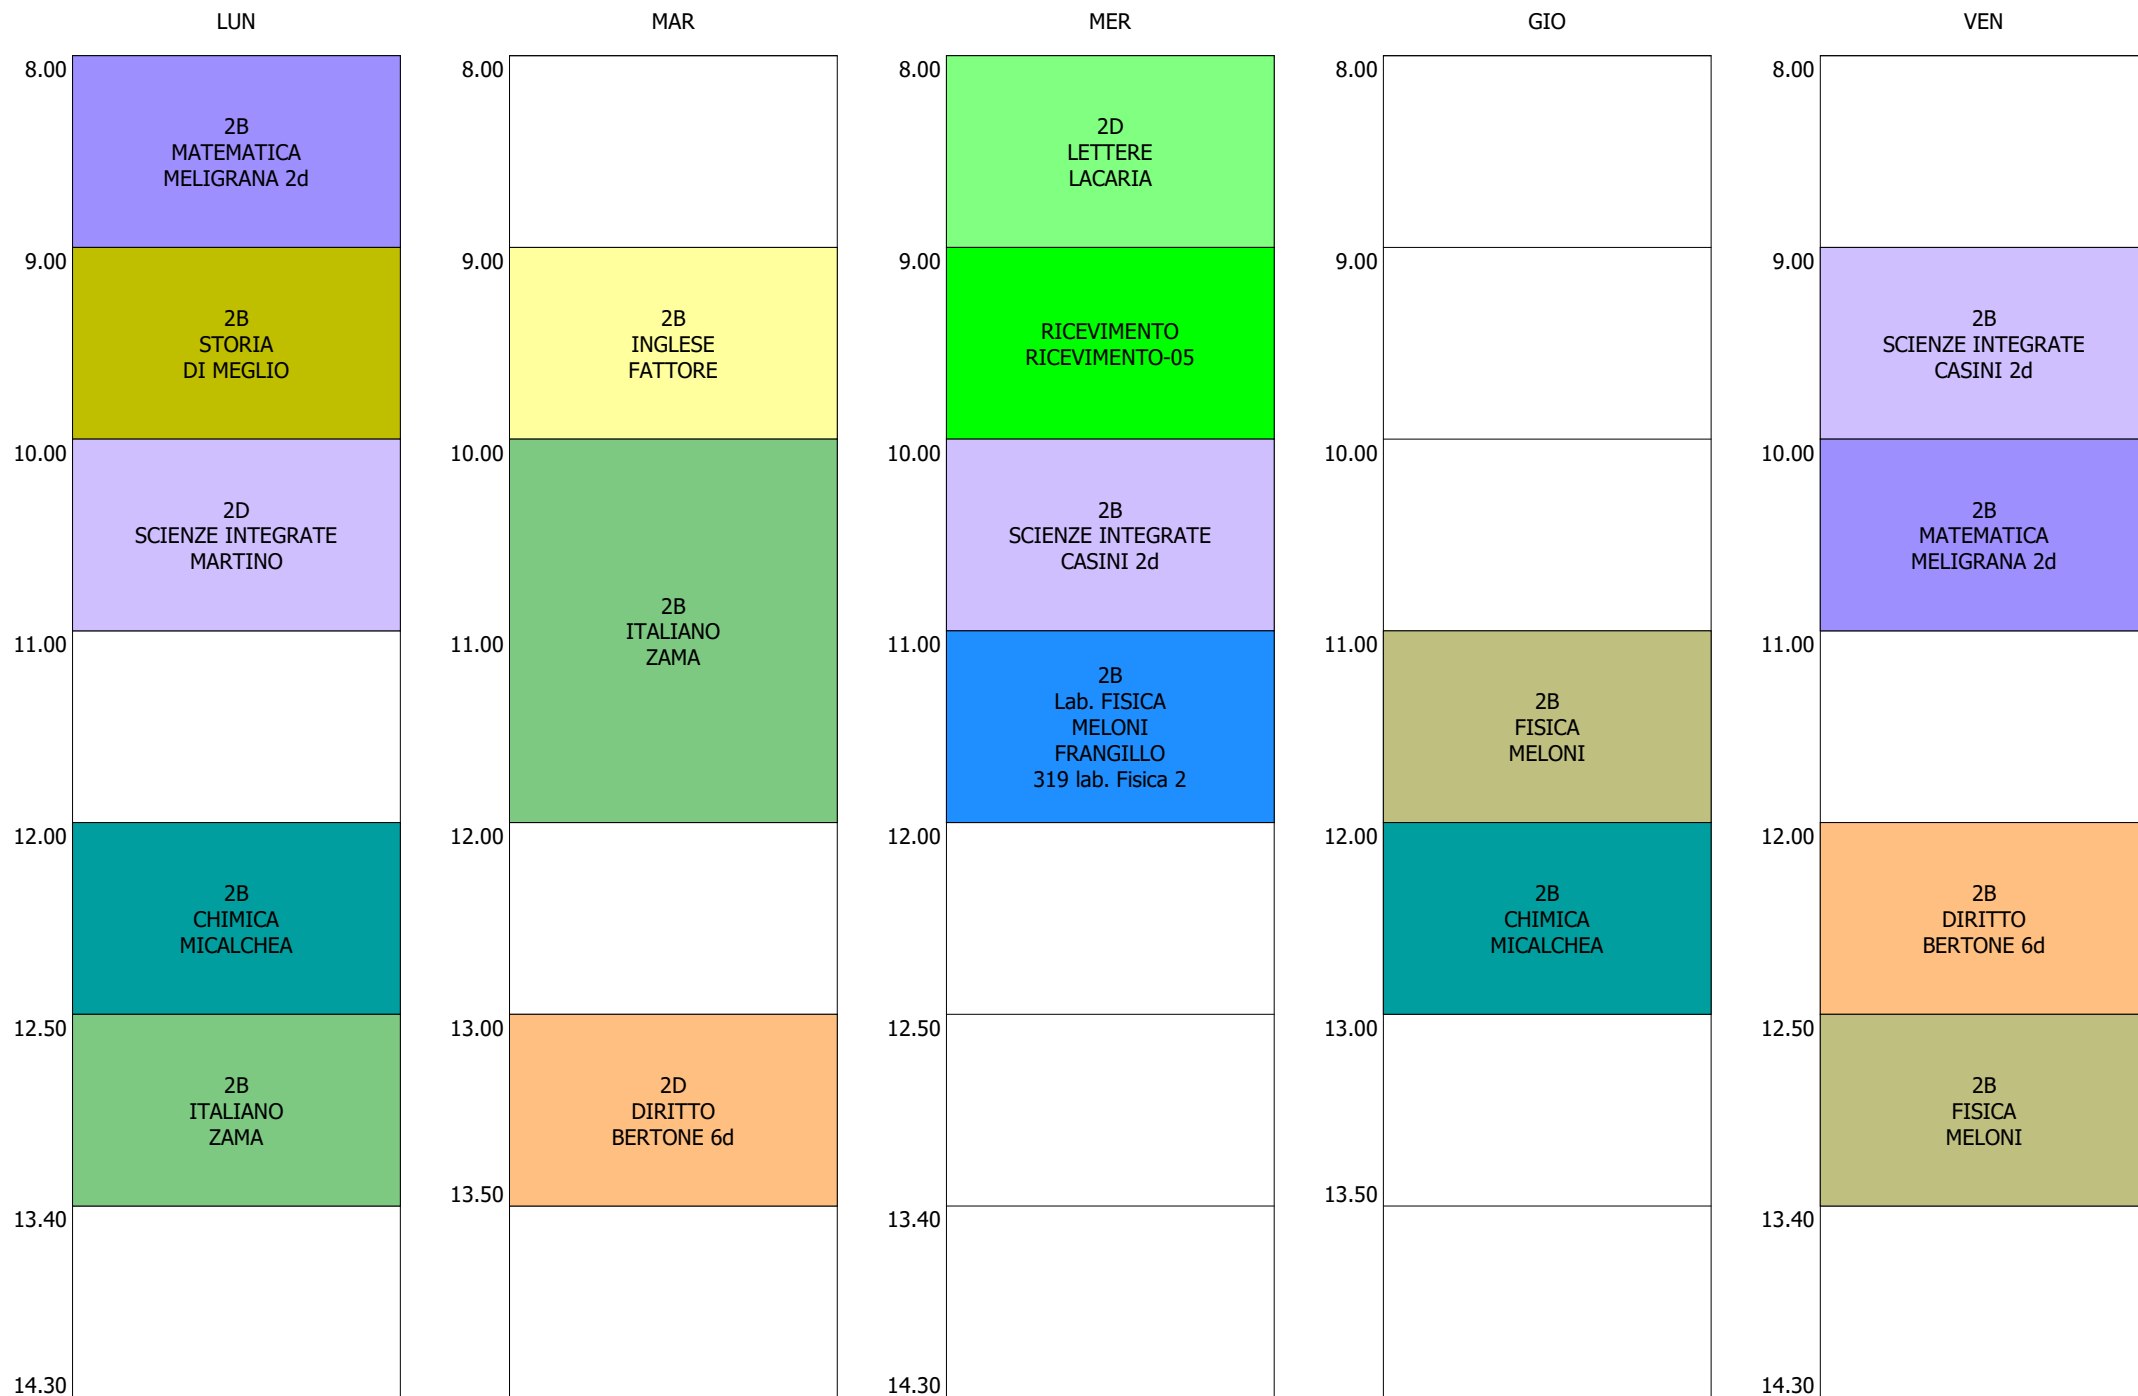 LUN
8.00
2B
MATEMATICA
MELIGRANA 2d
9.00
2B
STORIA
DI MEGLIO
10.00
2D
SCIENZE INTEGRATE
MARTINO
11.00
12.00
2B
CHIMICA
MICALCHEA
12.50
2B
ITALIANO
ZAMA
13.40
14.30
MAR
8.00
9.00
2B
INGLESE
FATTORE
10.00
2B
ITALIANO
ZAMA
11.00
12.00
13.00
2D
DIRITTO
BERTONE 6d
13.50
MER
8.00
2D
LETTERE
LACARIA
9.00
RICEVIMENTO
RICEVIMENTO-05
10.00
2B
SCIENZE INTEGRATE
CASINI 2d
11.00
2B
Lab. FISICA
MELONI
FRANGILLO
319 lab. Fisica 2
12.00
12.50
13.40
14.30
GIO
8.00
9.00
10.00
11.00
2B
FISICA
MELONI
12.00
2B
CHIMICA
MICALCHEA
13.00
13.50
VEN
8.00
9.00
2B
SCIENZE INTEGRATE
CASINI 2d
10.00
2B
MATEMATICA
MELIGRANA 2d
11.00
12.00
2B
DIRITTO
BERTONE 6d
12.50
2B
FISICA
MELONI
13.40
14.30